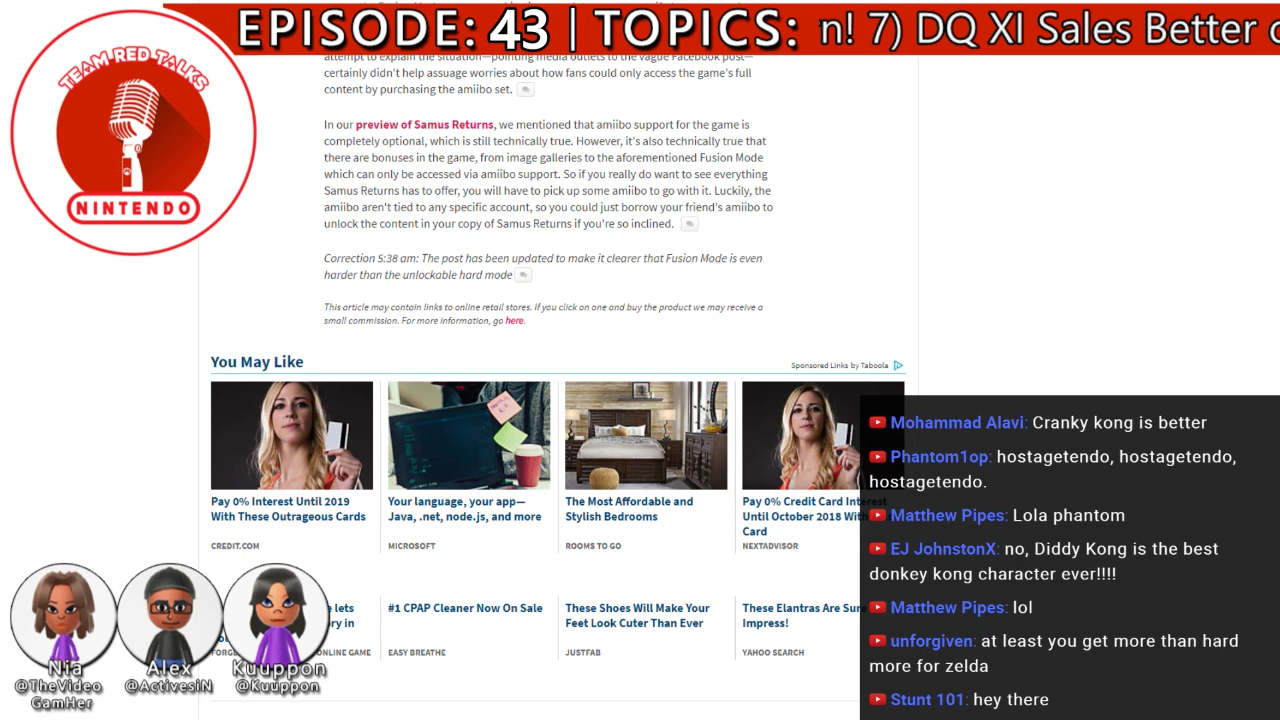 EPISODE: 43 | TOPICS: n! 7) DQ XI Sales Better
TEAM RED TALKS
NINTENDO
attempt to explain the situation—pointing media outlets to the vague Facebook post—
certainly didn't help assuage worries about how fans could only access the game's full
content by purchasing the amiibo set.
In our preview of Samus Returns, we mentioned that amiibo support for the game is
completely optional, which is still technically true. However, it's also technically true that
there are bonuses in the game, from image galleries to the aforementioned Fusion Mode
which can only be accessed via amiibo support. So if you really do want to see everything
Samus Returns has to offer, you will have to pick up some amiibo to go with it. Luckily, the
amiibo aren't tied to any specific account, so you could just borrow your friend's amiibo to
unlock the content in your copy of Samus Returns if you're so inclined.
Correction 5:38 am: The post has been updated to make it clearer that Fusion Mode is even
harder than the unlockable hard mode
This article may contain links to online retail stores. If you click on one and buy the product we may receive a
small commission. For more information, go here.
You May Like
Sponsored Links by Taboola
Pay 0% Interest Until 2019
With These Outrageous Cards
CREDIT.COM
Your language, your app—
Java, .net, node.js, and more
MICROSOFT
The Most Affordable and
Stylish Bedrooms
ROOMS TO GO
Pay 0% Credit Card Interest
Until October 2018 With
Card
NEXTADVISOR
e lets
ry in
FORGE
ONLINE GAME
#1 CPAP Cleaner Now On Sale
EASY BREATHE
These Shoes Will Make Your
Feet Look Cuter Than Ever
JUSTFAB
These Elantras Are Sure
Impress!
YAHOO SEARCH
Nia
@TheVideo
GamHer
Alex
@ActivesiN
Kuuppon
@Kuuppon
Mohammad Alavi: Cranky kong is better
Phantom1op: hostagetendo, hostagetendo,
hostagetendo.
Matthew Pipes: Lola phantom
EJ JohnstonX: no, Diddy Kong is the best
donkey kong character ever!!!!
Matthew Pipes: lol
unforgiven: at least you get more than hard
more for zelda
Stunt 101: hey there